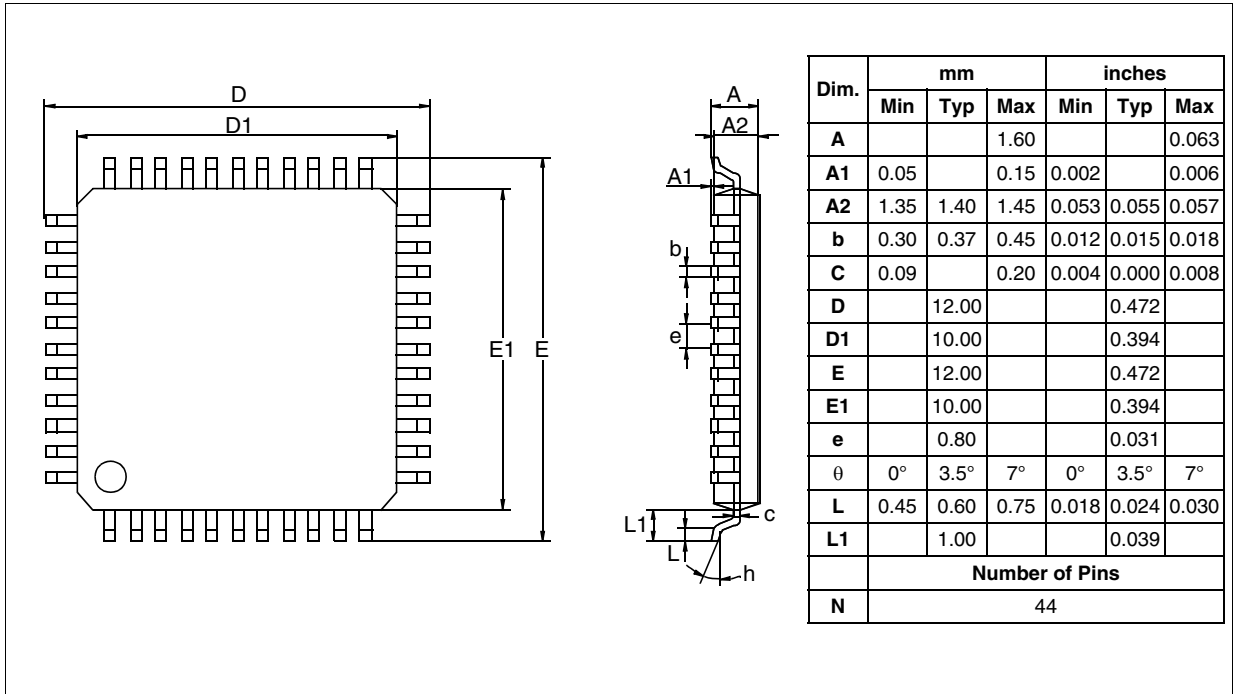 D
D1
E1
E
A
A2
A1
b
e
c
L1
L
h
Dim. mm inches
Min Typ Max Min Typ Max
A 1.60 0.063
A1 0.05 0.15 0.002 0.006
A2 1.35 1.40 1.45 0.053 0.055 0.057
b 0.30 0.37 0.45 0.012 0.015 0.018
C 0.09 0.20 0.004 0.000 0.008
D 12.00 0.472
D1 10.00 0.394
E 12.00 0.472
E1 10.00 0.394
e 0.80 0.031
θ 0° 3.5° 7° 0° 3.5° 7°
L 0.45 0.60 0.75 0.018 0.024 0.030
L1 1.00 0.039
Number of Pins
N 44